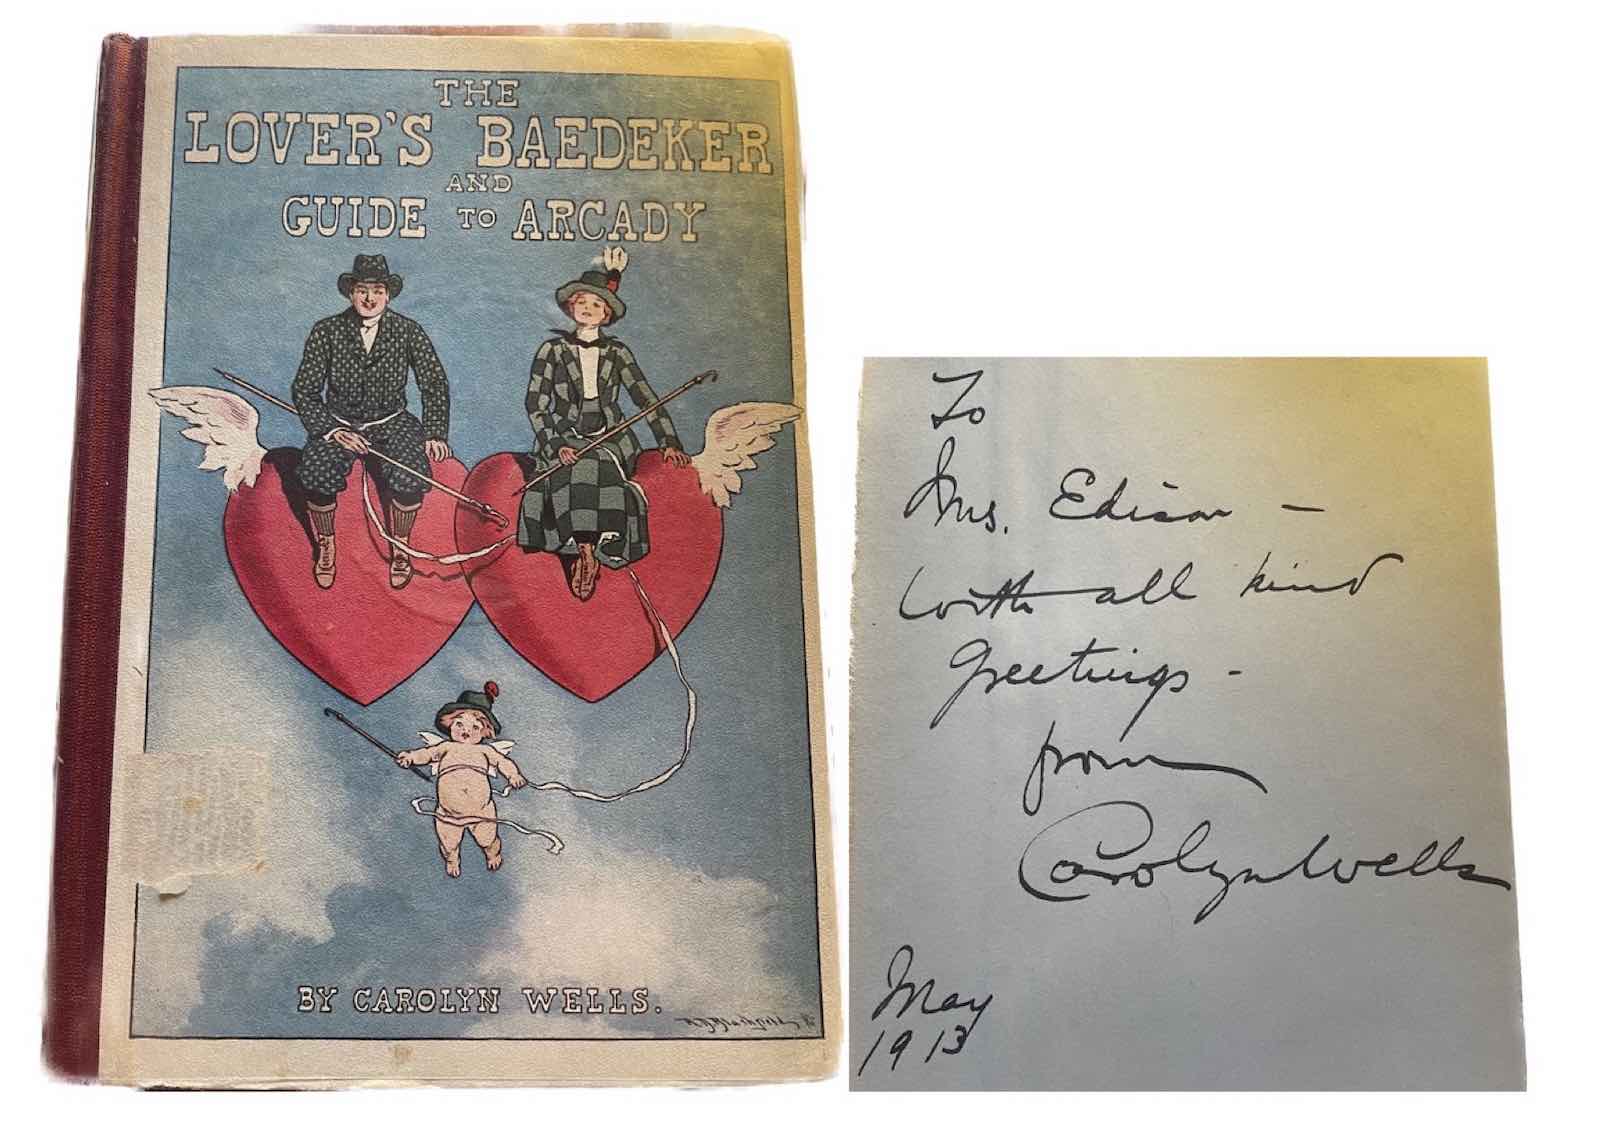 THE
LOVER'S BAEDEKER
AND
GUIDE TO ARCADY
BY CAROLYN WELLS.
To
Mrs. Edison —
With all kind
greetings -
from
Carolyn Wells
May
1913